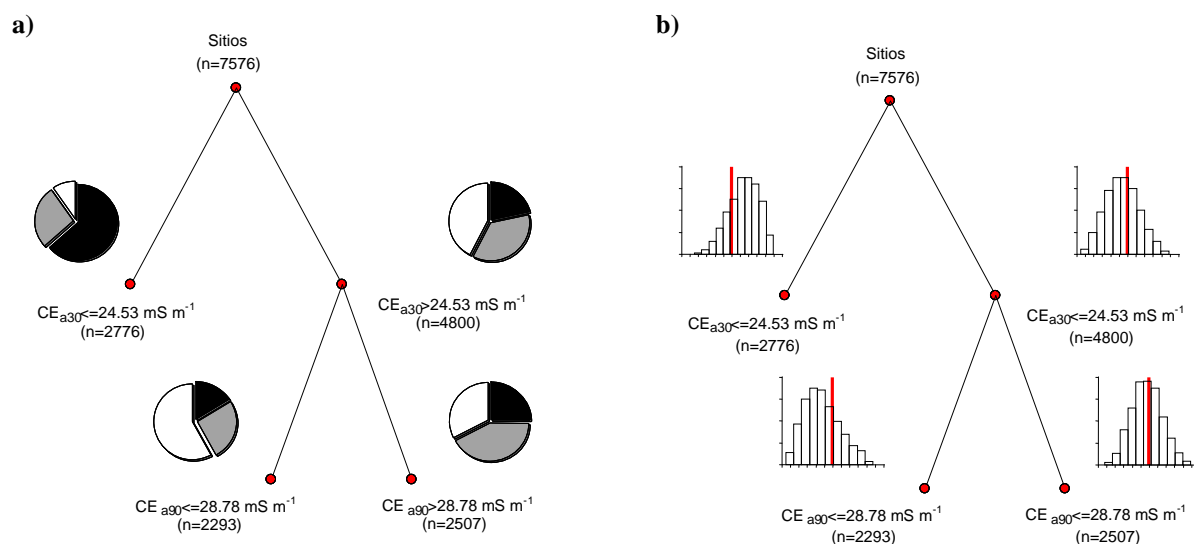 a)
Sitios
(n=7576)
CEa30<=24.53 mS m-1
(n=2776)
CEa30>24.53 mS m-1
(n=4800)
CE a90<=28.78 mS m-1
(n=2293)
CE a90>28.78 mS m-1
(n=2507)
b)
Sitios
(n=7576)
CEa30<=24.53 mS m-1
(n=2776)
CEa30<=24.53 mS m-1
(n=4800)
CE a90<=28.78 mS m-1
(n=2293)
CE a90<=28.78 mS m-1
(n=2507)